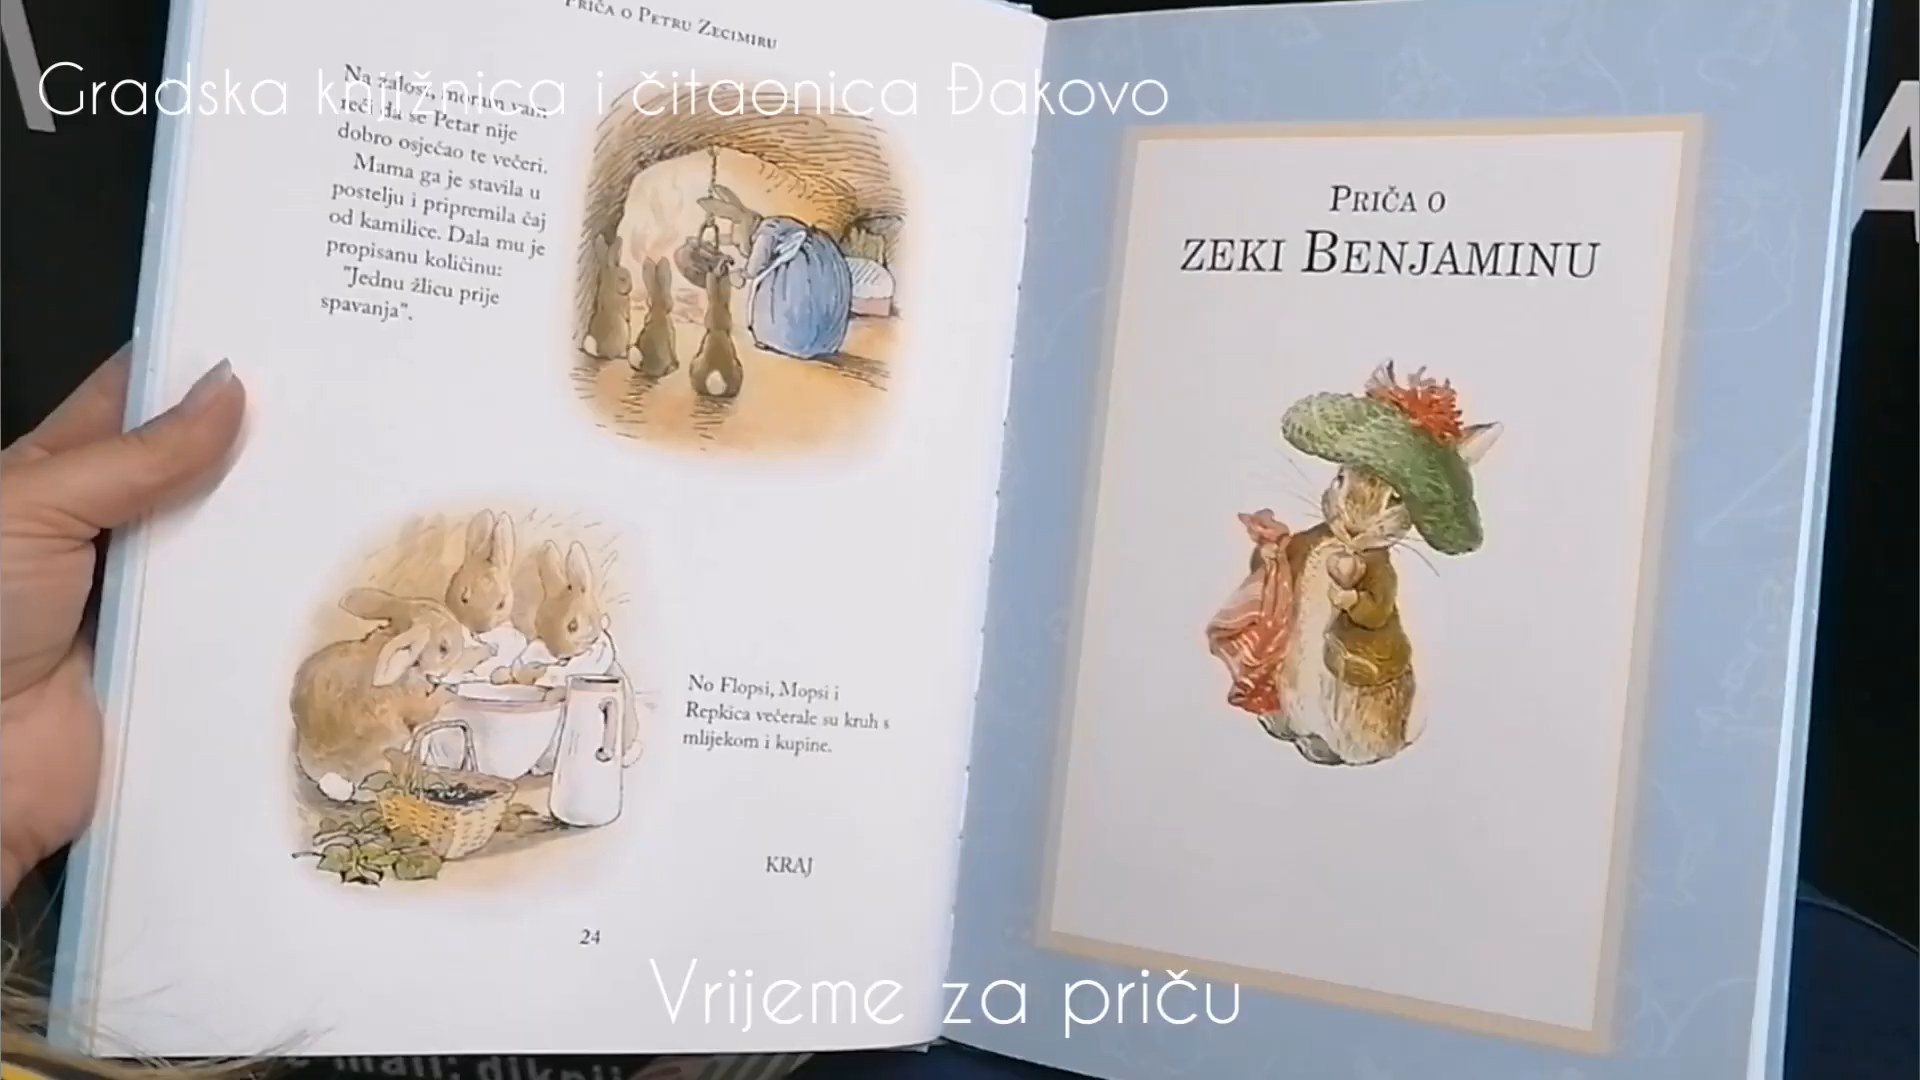 PRIČA O PETRU ZECIMIRU
Gradska knjižnica i čitaonica Đakovo
Na žalost, moram vam
reći da se Petar nije
dobro osjećao te večeri.
Mama ga je stavila u
postelju i pripremila čaj
od kamilice. Dala mu je
propisanu količinu:
"Jednu žlicu prije
spavanja".
No Flopsi, Mopsi i
Repkica večerale su kruh s
mlijekom i kupine.
KRAJ
24
PRIČA O
ZEKI BENJAMINU
Vrijeme za priču